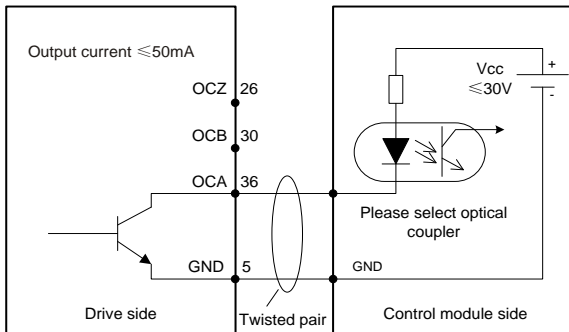 Output current ≤50mA
Vcc
≤30V
+
-
OCZ 26
OCB 30
OCA 36
Please select optical
coupler
GND 5
GND
Drive side
Twisted pair
Control module side